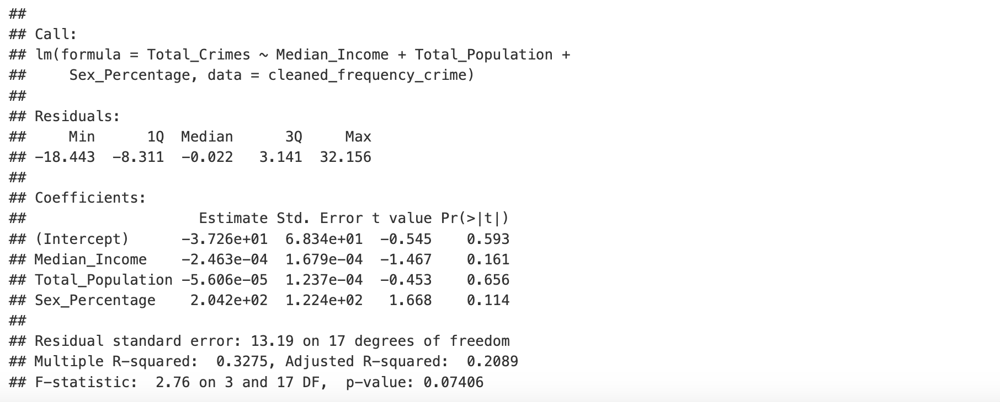 ##
## Call:
## lm(formula = Total_Crimes ~ Median_Income + Total_Population +
##     Sex_Percentage, data = cleaned_frequency_crime)
##
## Residuals:
##     Min      1Q  Median      3Q     Max
## -18.443  -8.311  -0.022   3.141  32.156
##
## Coefficients:
##                    Estimate Std. Error t value Pr(>|t|)
## (Intercept)      -3.726e+01  6.834e+01  -0.545    0.593
## Median_Income    -2.463e-04  1.679e-04  -1.467    0.161
## Total_Population -5.606e-05  1.237e-04  -0.453    0.656
## Sex_Percentage    2.042e+02  1.224e+02   1.668    0.114
##
## Residual standard error: 13.19 on 17 degrees of freedom
## Multiple R-squared:  0.3275, Adjusted R-squared:  0.2089
## F-statistic:  2.76 on 3 and 17 DF,  p-value: 0.07406